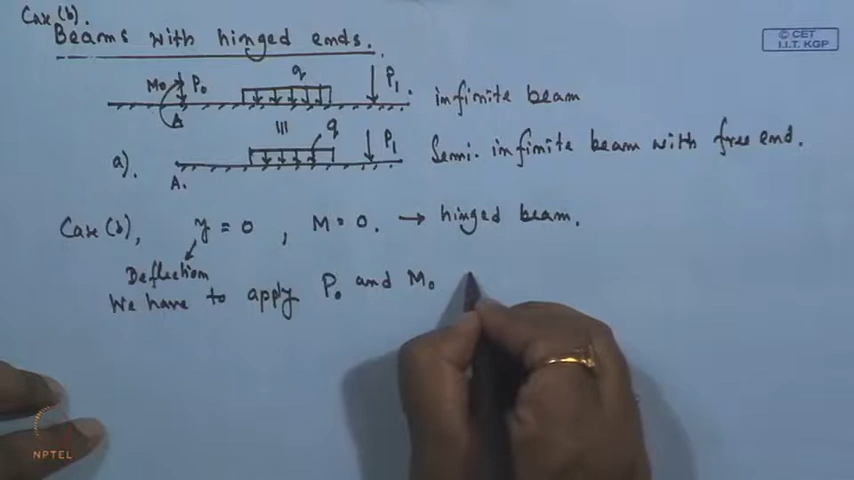 Case (b).
Beams with hinged ends.
© CET
I.I.T. KGP
M₀ P₀ q P₁. infinite beam
A
||| q
a). P₁ Semi. infinite beam with free end.
A.
Case (b), y = 0 , M = 0. → hinged beam.
Deflection
We have to apply P₀ and M₀
NPTEL